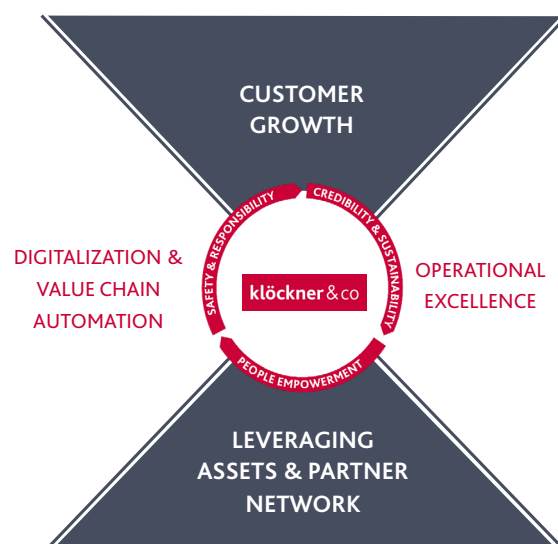 CUSTOMER
GROWTH
SAFETY & RESPONSIBILITY
CREDIBILITY & SUSTAINABILITY
DIGITALIZATION &
VALUE CHAIN
AUTOMATION
klöckner & co
OPERATIONAL
EXCELLENCE
PEOPLE EMPOWERMENT
LEVERAGING
ASSETS & PARTNER
NETWORK